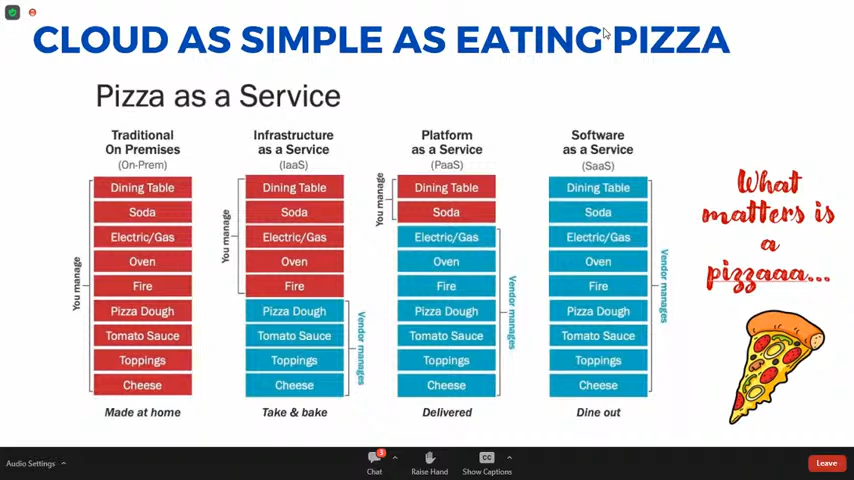 CLOUD AS SIMPLE AS EATING PIZZA
Pizza as a Service
Traditional
On Premises
(On-Prem)
Dining Table
Soda
Electric/Gas
Oven
Fire
Pizza Dough
Tomato Sauce
Toppings
Cheese
You manage
Made at home
Infrastructure
as a Service
(IaaS)
Dining Table
Soda
Electric/Gas
Oven
Fire
Pizza Dough
Tomato Sauce
Toppings
Cheese
You manage
Vendor manages
Take & bake
Platform
as a Service
(PaaS)
Dining Table
Soda
Electric/Gas
Oven
Fire
Pizza Dough
Tomato Sauce
Toppings
Cheese
You manage
Vendor manages
Delivered
Software
as a Service
(SaaS)
Dining Table
Soda
Electric/Gas
Oven
Fire
Pizza Dough
Tomato Sauce
Toppings
Cheese
Vendor manages
Dine out
What
matters is
a
pizzaaa...
Audio Settings
3
Chat
Raise Hand
CC
Show Captions
Leave